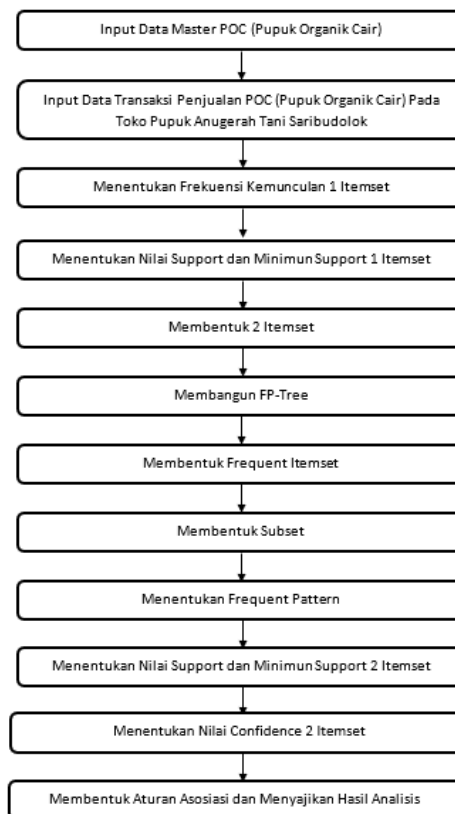 Input Data Master POC (Pupuk Organik Cair)
Input Data Transaksi Penjualan POC (Pupuk Organik Cair) Pada
Toko Pupuk Anugerah Tani Saribudolok
Menentukan Frekuensi Kemunculan 1 Itemset
Menentukan Nilai Support dan Minimun Support 1 Itemset
Membentuk 2 Itemset
Membangun FP-Tree
Membentuk Frequent Itemset
Membentuk Subset
Menentukan Frequent Pattern
Menentukan Nilai Support dan Minimun Support 2 Itemset
Menentukan Nilai Confidence 2 Itemset
Membentuk Aturan Asosiasi dan Menyajikan Hasil Analisis